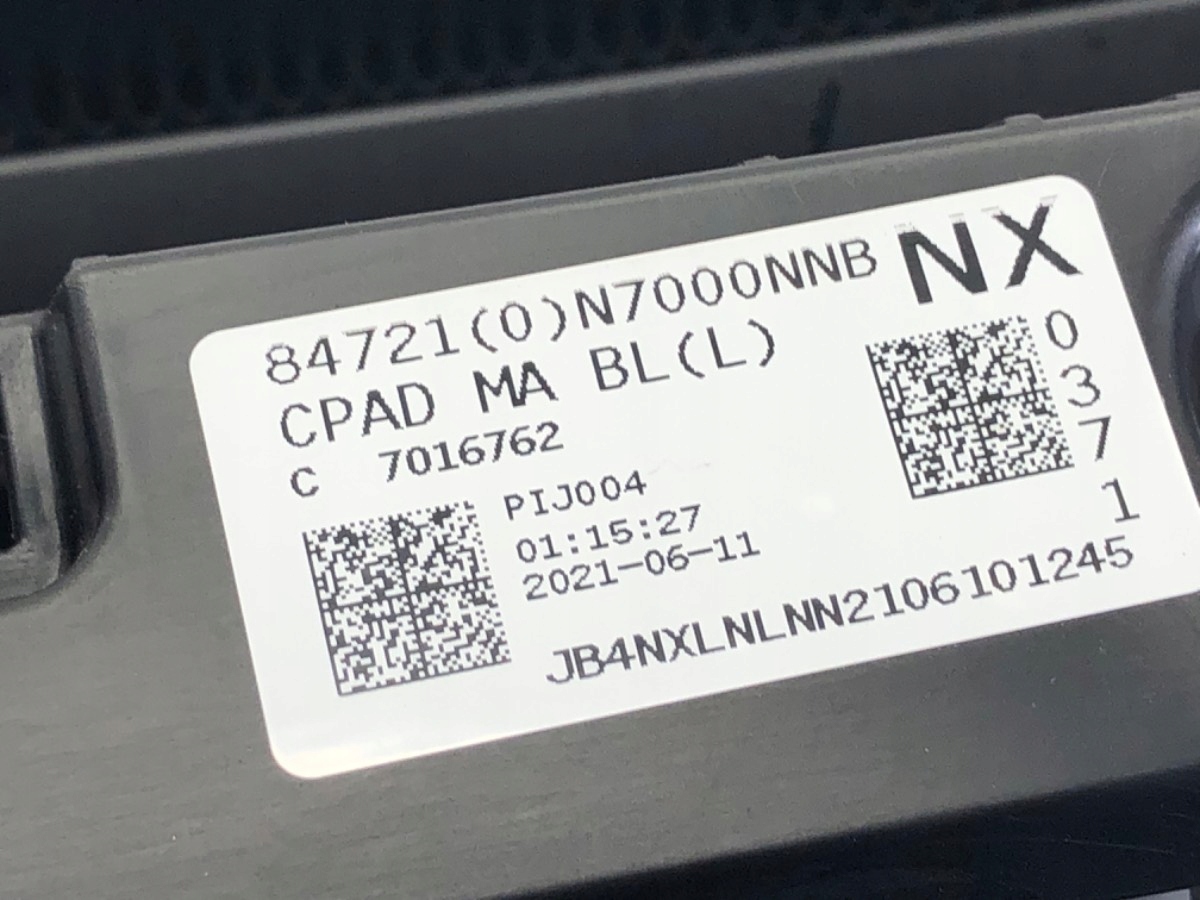 84721(0)N7000NNB NX
CPAD MA BL(L)
C 7016762
PIJ004
01:15:27
2021-06-11
0
3
7
1
JB4NXLNLNN2106101245